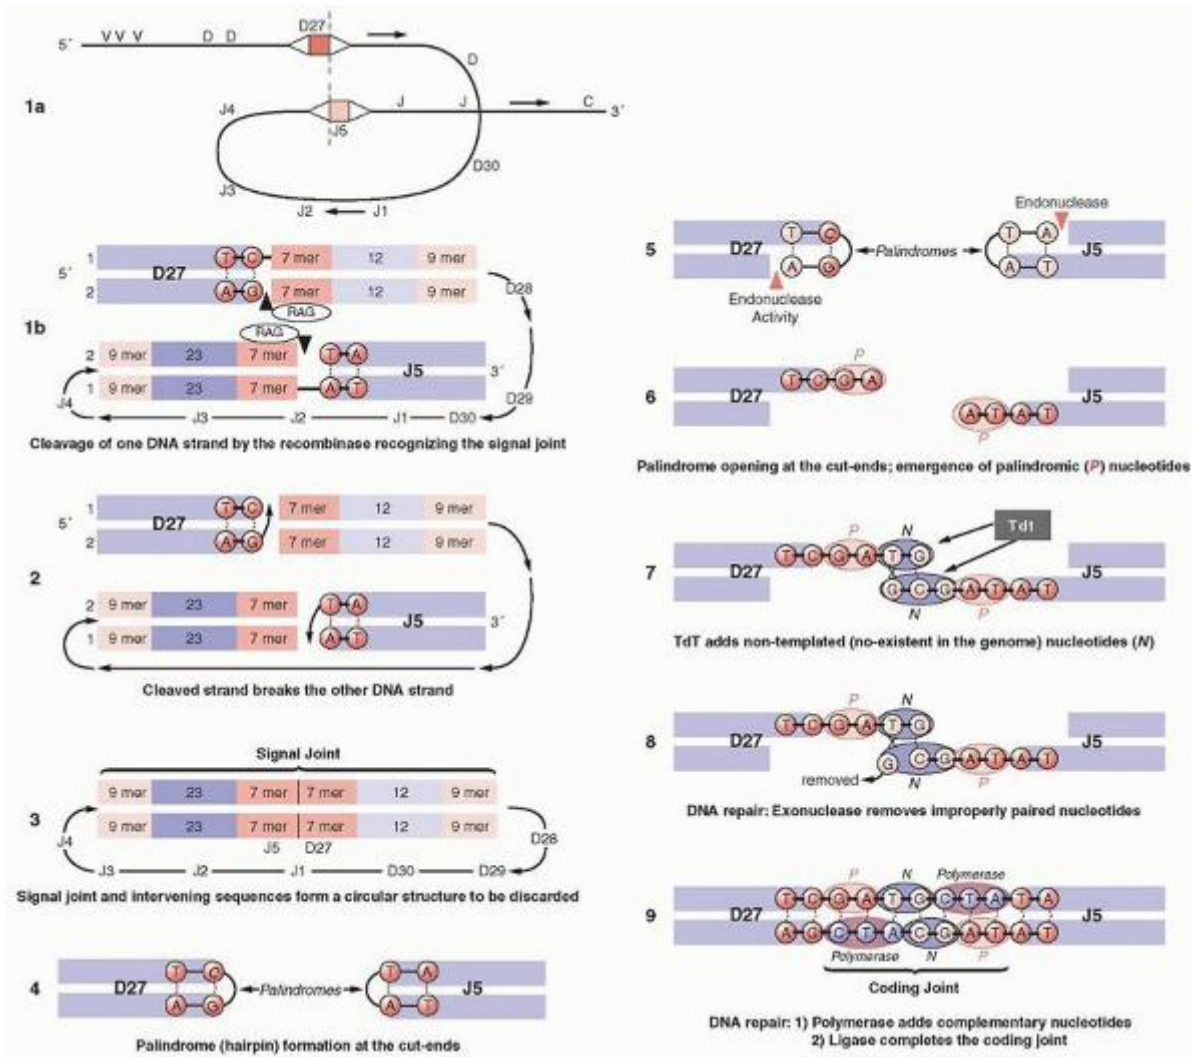 1a
5´ V V V D D D27
D
J4 J5 J J C 3´
D30
J3
J2 J1
1b
1 T C 7 mer 12 9 mer
5´ D27
2 A G 7 mer 12 9 mer D28
RAG
RAG
2 9 mer 23 7 mer T A
J5 3´
1 9 mer 23 7 mer A T
J4 J3 J2 J1 D30 D29
Cleavage of one DNA strand by the recombinase recognizing the signal joint
2
1 T C 7 mer 12 9 mer
5´ D27
2 A G 7 mer 12 9 mer
2 9 mer 23 7 mer T A
J5 3´
1 9 mer 23 7 mer A T
Cleaved strand breaks the other DNA strand
3
Signal Joint
9 mer 23 7 mer 7 mer 12 9 mer
9 mer 23 7 mer 7 mer 12 9 mer
J5 D27
J4 D28
J3 J2 J1 D30 D29
Signal joint and intervening sequences form a circular structure to be discarded
4
T C T A
D27 Palindromes J5
A G A T
Palindrome (hairpin) formation at the cut-ends
5
Endonuclease
T C T A
D27 Palindromes J5
A G A T
Endonuclease
Activity
6
P
D27 T C G A J5
A T A T
P
Palindrome opening at the cut-ends; emergence of palindromic (P) nucleotides
7
P N Td1
T C G A T G
D27 J5
G C G A T A T
N P
TdT adds non-templated (no-existent in the genome) nucleotides (N)
8
P N
T C G A T G
D27 J5
G C G A T A T
removed N P
DNA repair: Exonuclease removes improperly paired nucleotides
9
P N Polymerase
T C G A T G C T A T A
D27 J5
A G C T A C G A T A T
Polymerase N P
Coding Joint
DNA repair: 1) Polymerase adds complementary nucleotides
2) Ligase completes the coding joint